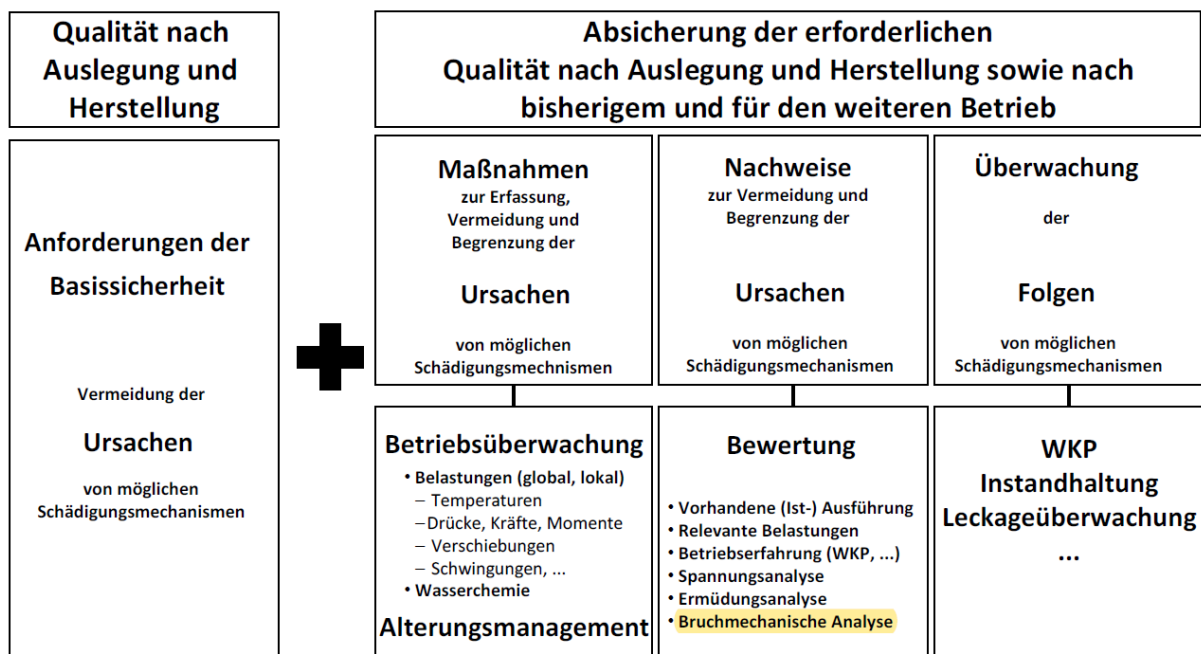 Qualität nach
Auslegung und
Herstellung
Absicherung der erforderlichen
Qualität nach Auslegung und Herstellung sowie nach
bisherigem und für den weiteren Betrieb
Anforderungen der
Basissicherheit
Vermeidung der
Ursachen
von möglichen
Schädigungsmechanismen
Maßnahmen
zur Erfassung,
Vermeidung und
Begrenzung der
Ursachen
von möglichen
Schädigungsmechnismen
Nachweise
zur Vermeidung und
Begrenzung der
Ursachen
von möglichen
Schädigungsmechanismen
Überwachung
der
Folgen
von möglichen
Schädigungsmechanismen
Betriebsüberwachung
• Belastungen (global, lokal)
– Temperaturen
– Drücke, Kräfte, Momente
– Verschiebungen
– Schwingungen, ...
• Wasserchemie
Alterungsmanagement
Bewertung
• Vorhandene (Ist-) Ausführung
• Relevante Belastungen
• Betriebserfahrung (WKP, ...)
• Spannungsanalyse
• Ermüdungsanalyse
• Bruchmechanische Analyse
WKP
Instandhaltung
Leckageüberwachung
...